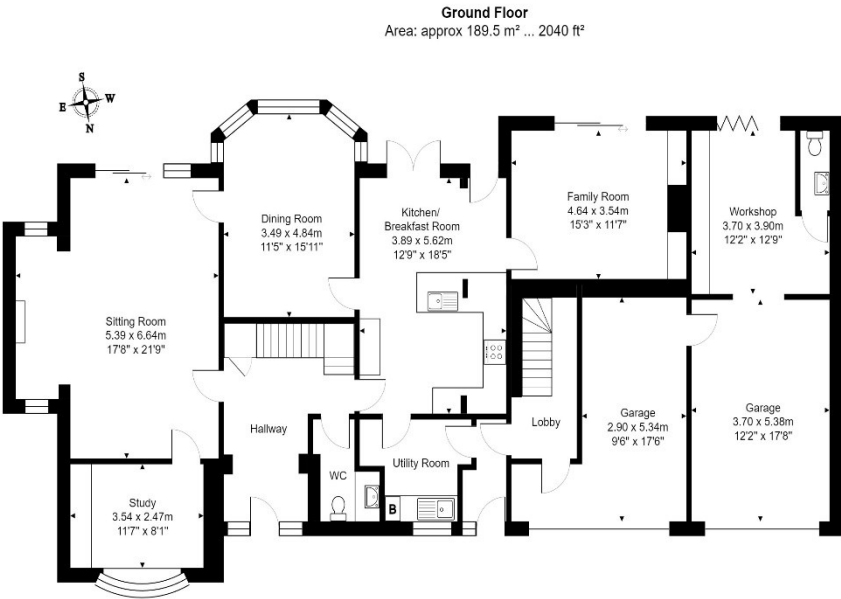 Ground Floor
Area: approx 189.5 m² ... 2040 ft²
S
E
W
N
Dining Room
3.49 x 4.84m
11'5" x 15'11"
Kitchen/
Breakfast Room
3.89 x 5.62m
12'9" x 18'5"
Family Room
4.64 x 3.54m
15'3" x 11'7"
Workshop
3.70 x 3.90m
12'2" x 12'9"
Sitting Room
5.39 x 6.64m
17'8" x 21'9"
Hallway
WC
Utility Room
B
Lobby
Garage
2.90 x 5.34m
9'6" x 17'6"
Garage
3.70 x 5.38m
12'2" x 17'8"
Study
3.54 x 2.47m
11'7" x 8'1"